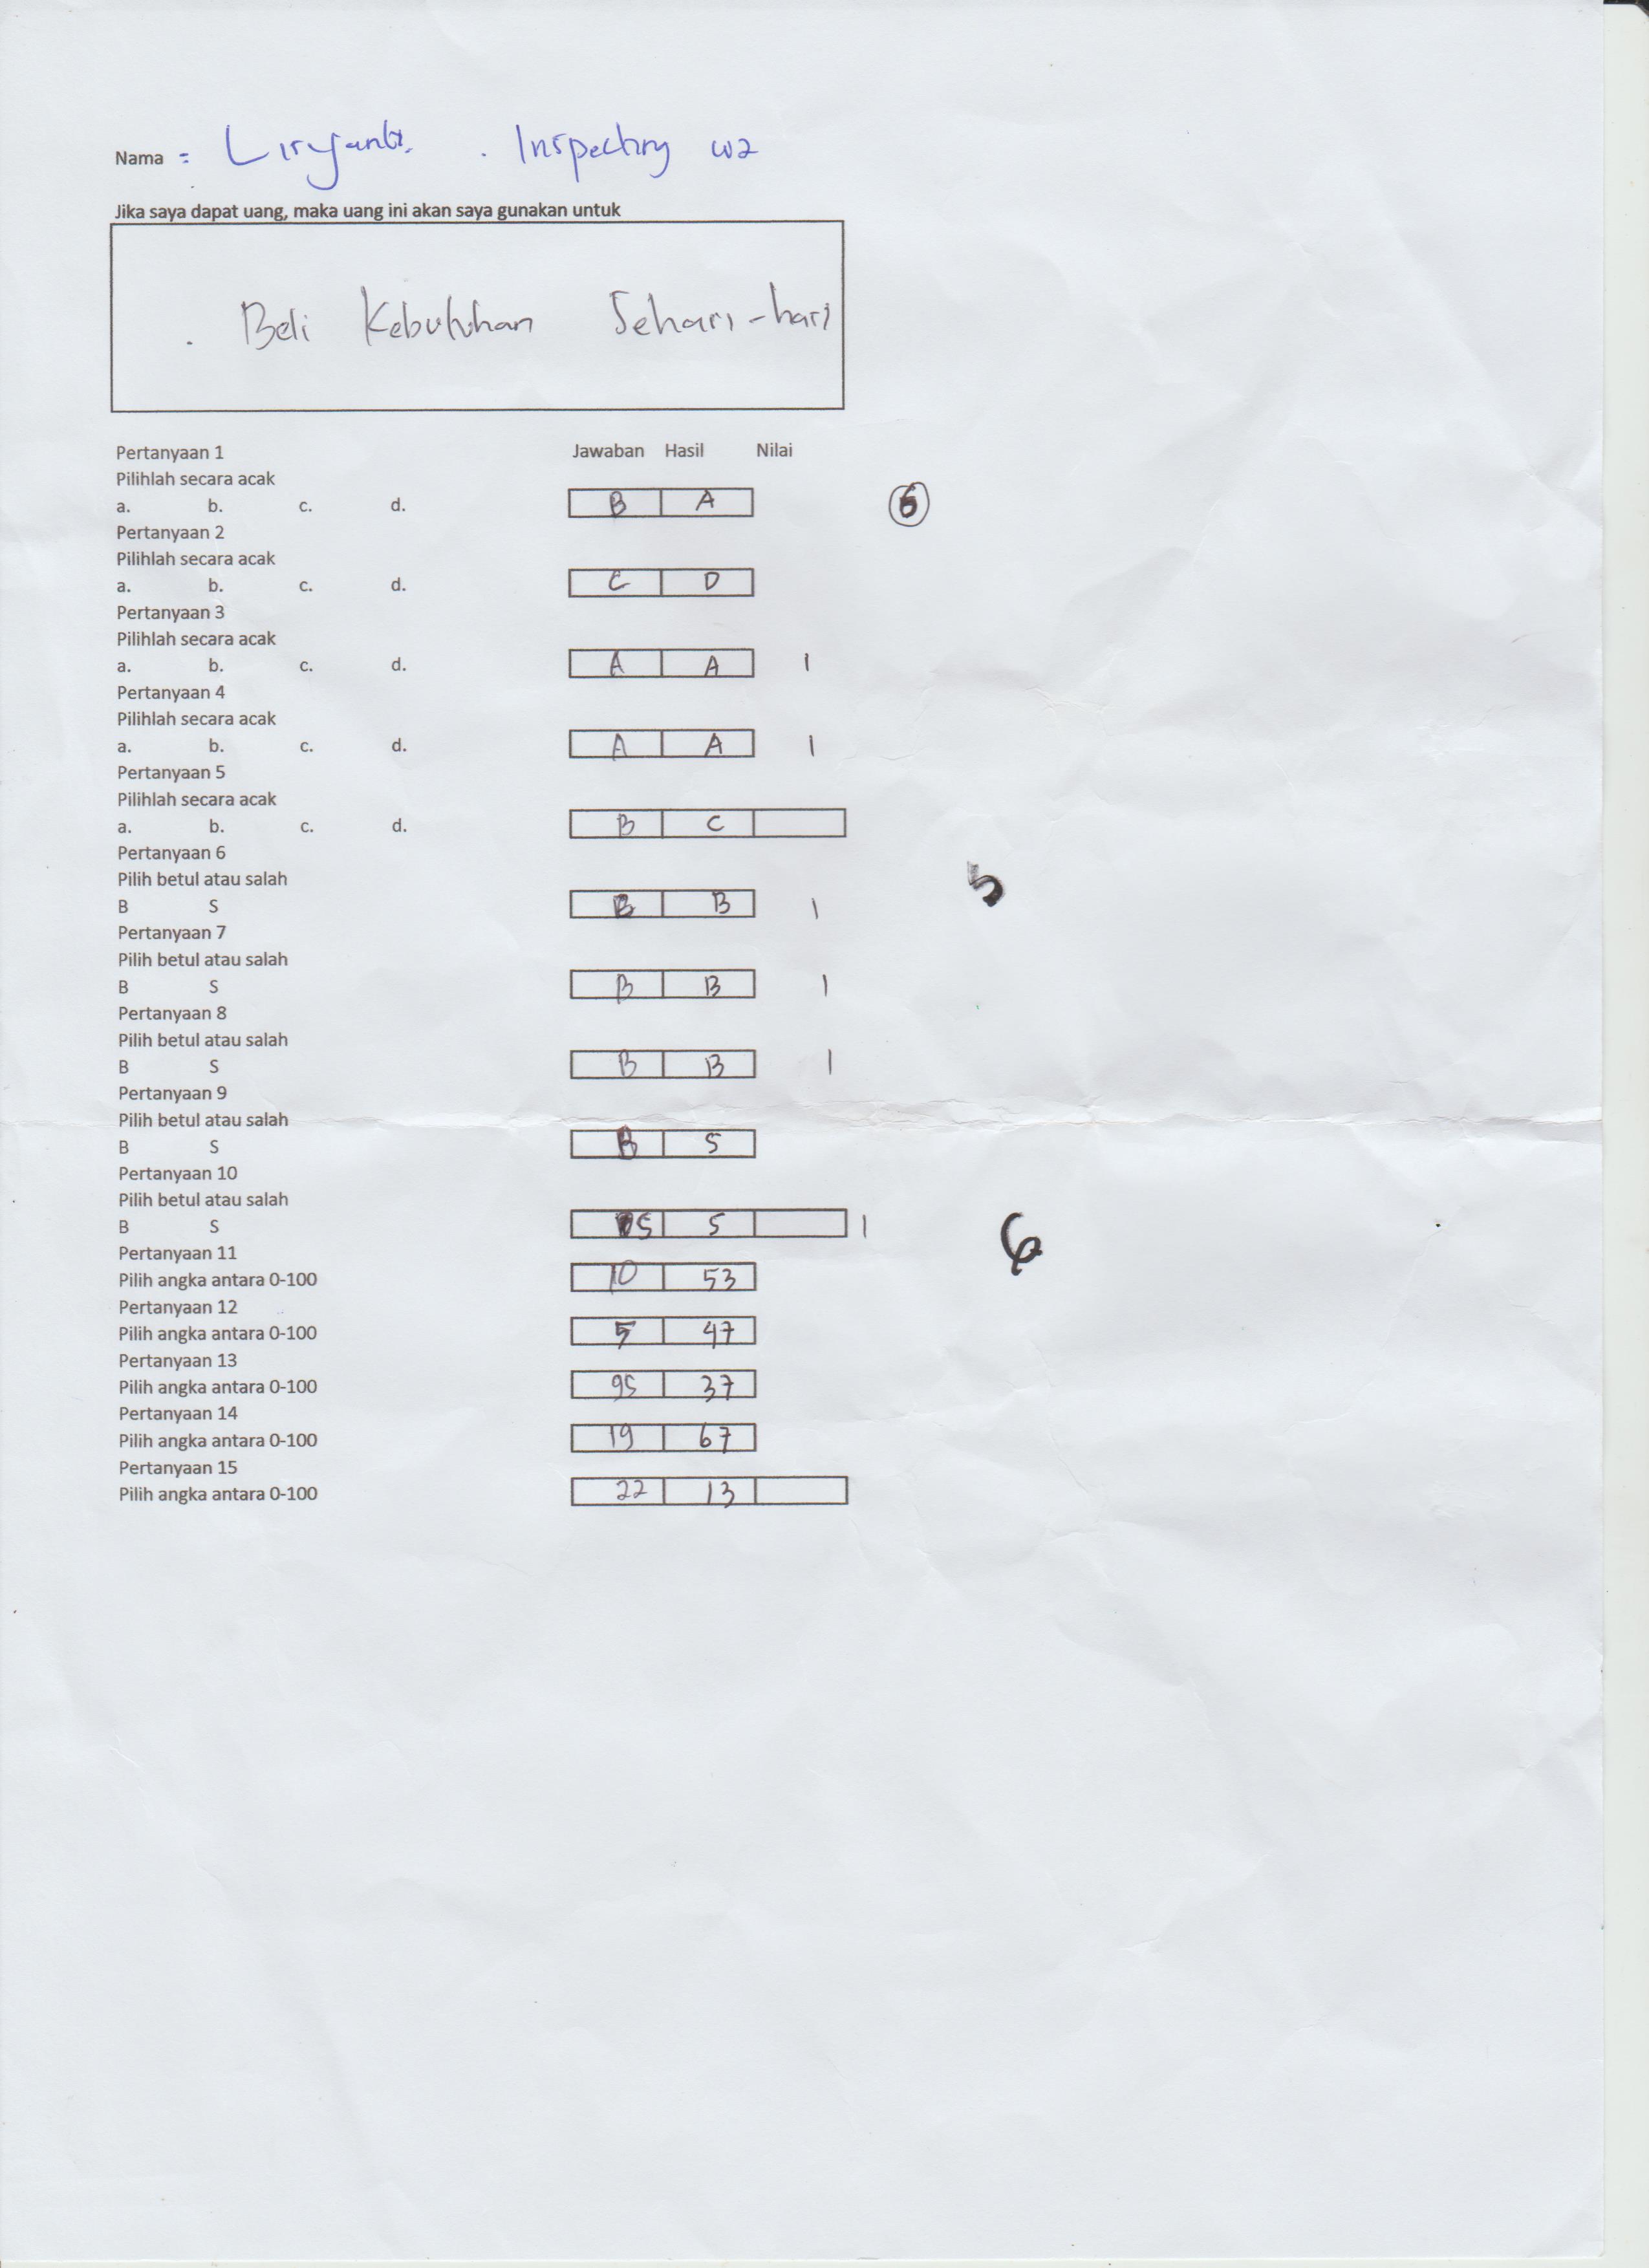 Nama = Liryanti . Inspecting W2
Jika saya dapat uang, maka uang ini akan saya gunakan untuk
. Beli Kebutuhan Sehari-hari
Pertanyaan 1 Jawaban Hasil Nilai
Pilihlah secara acak
a. b. c. d. B A
Pertanyaan 2
Pilihlah secara acak
a. b. c. d. C D
Pertanyaan 3
Pilihlah secara acak
a. b. c. d. A A 1
Pertanyaan 4
Pilihlah secara acak
a. b. c. d. A A 1
Pertanyaan 5
Pilihlah secara acak
a. b. c. d. B C
Pertanyaan 6
Pilih betul atau salah 5
B S B B 1
Pertanyaan 7
Pilih betul atau salah
B S B B 1
Pertanyaan 8
Pilih betul atau salah
B S B B 1
Pertanyaan 9
Pilih betul atau salah
B S B S
Pertanyaan 10
Pilih betul atau salah
B S S S 1 6
Pertanyaan 11
Pilih angka antara 0-100 10 53
Pertanyaan 12
Pilih angka antara 0-100 5 47
Pertanyaan 13
Pilih angka antara 0-100 95 37
Pertanyaan 14
Pilih angka antara 0-100 19 67
Pertanyaan 15
Pilih angka antara 0-100 22 13